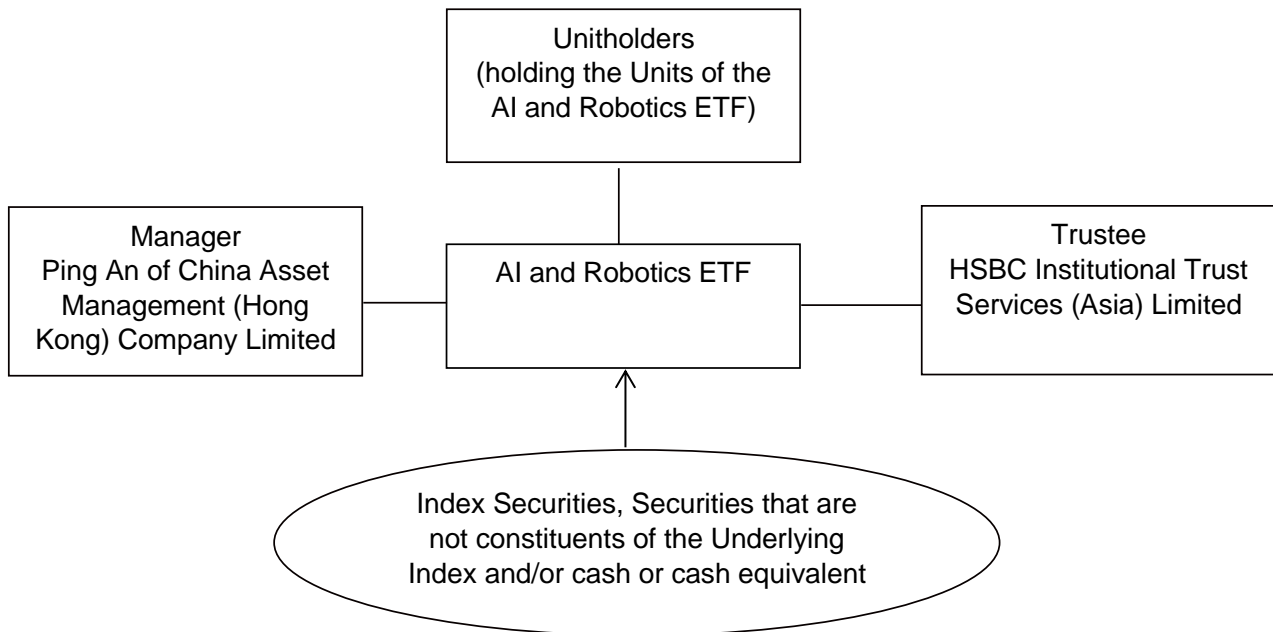 Unitholders
(holding the Units of the
AI and Robotics ETF)
Manager
Ping An of China Asset
Management (Hong
Kong) Company Limited
AI and Robotics ETF
Trustee
HSBC Institutional Trust
Services (Asia) Limited
Index Securities, Securities that are
not constituents of the Underlying
Index and/or cash or cash equivalent